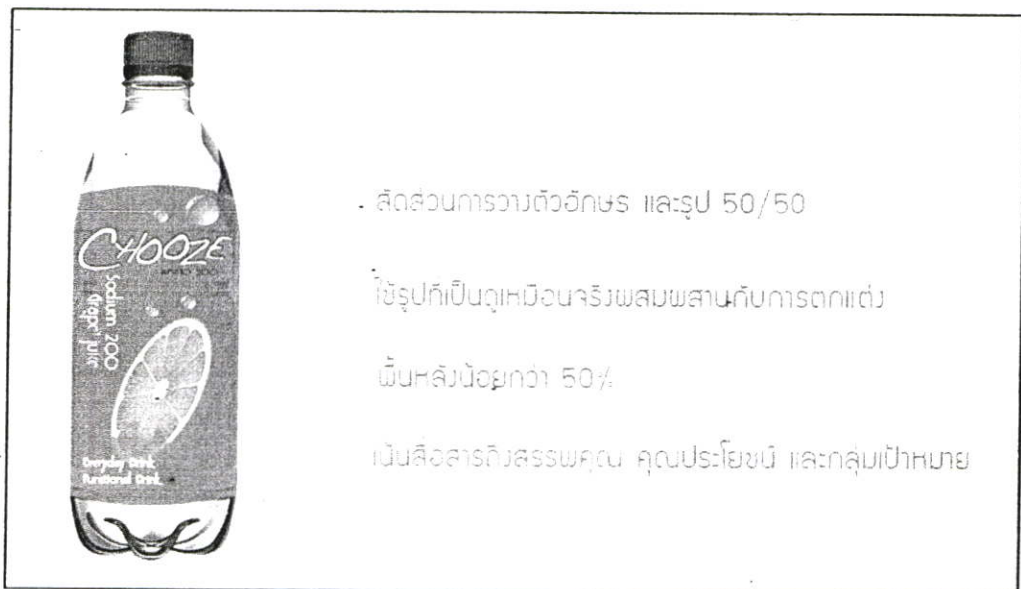 CHOOZE
Sodium 200
Grape juice
Everyday Drink
Functional Drink
สัดส่วนการวางตัวอักษร และรูป 50/50
ใช้รูปที่เป็นดูเหมือนจริงผสมผสานกับการตกแต่ง
พื้นหลังน้อยกว่า 50%
เน้นสื่อสารถึงสรรพคุณ คุณประโยชน์ และกลุ่มเป้าหมาย